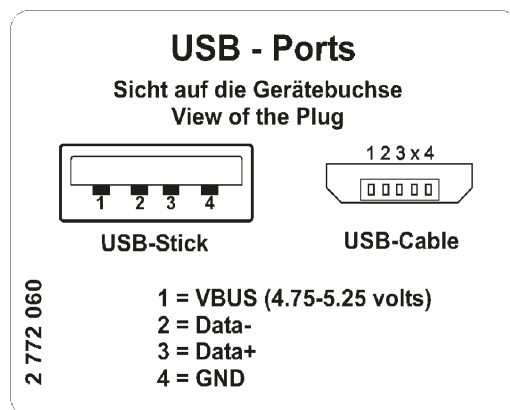 USB - Ports
Sicht auf die Gerätebuchse
View of the Plug
1 2 3 x 4
1 2 3 4
USB-Stick
USB-Cable
1 = VBUS (4.75-5.25 volts)
2 = Data-
3 = Data+
4 = GND
2 772 060